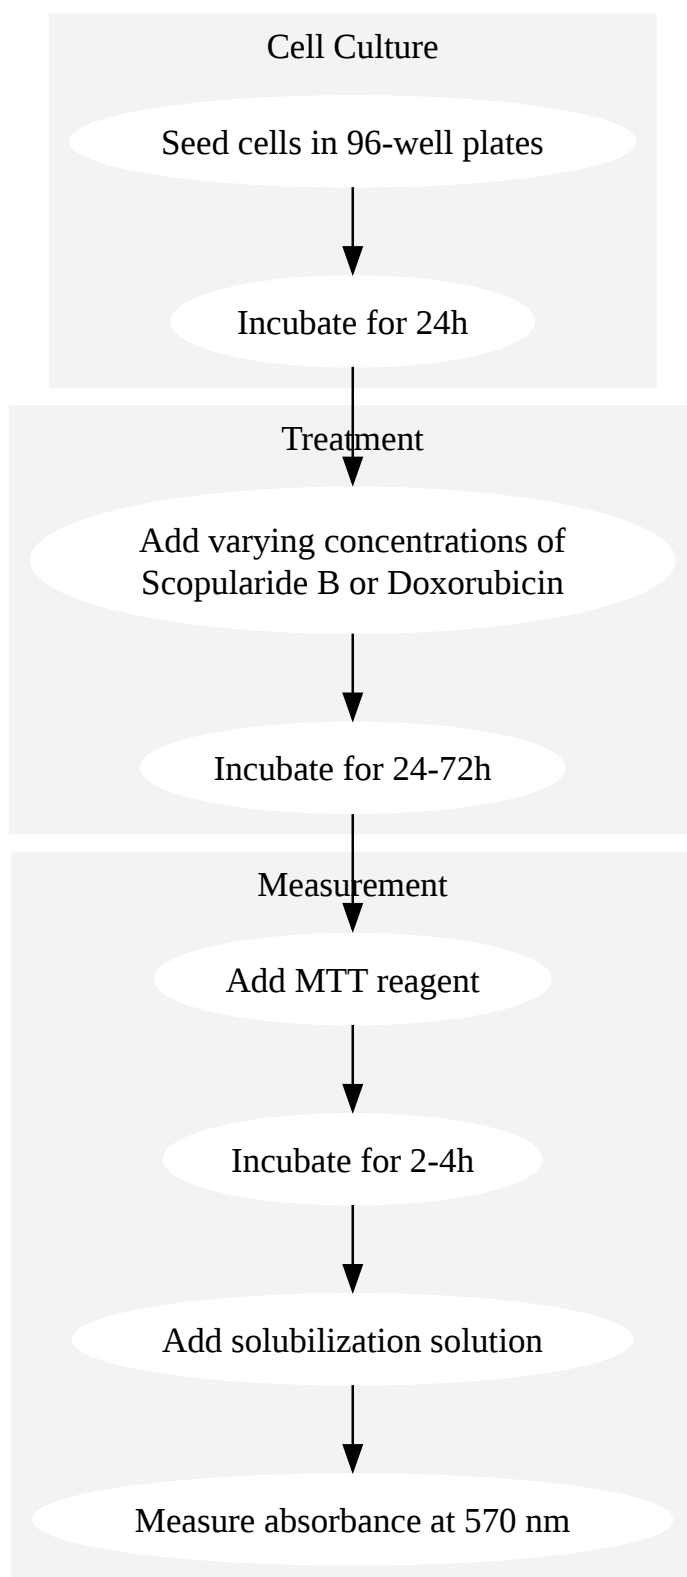 Cell Culture
Seed cells in 96-well plates
Incubate for 24h
Treatment
Add varying concentrations of
Scopularide B or Doxorubicin
Incubate for 24-72h
Measurement
Add MTT reagent
Incubate for 2-4h
Add solubilization solution
Measure absorbance at 570 nm